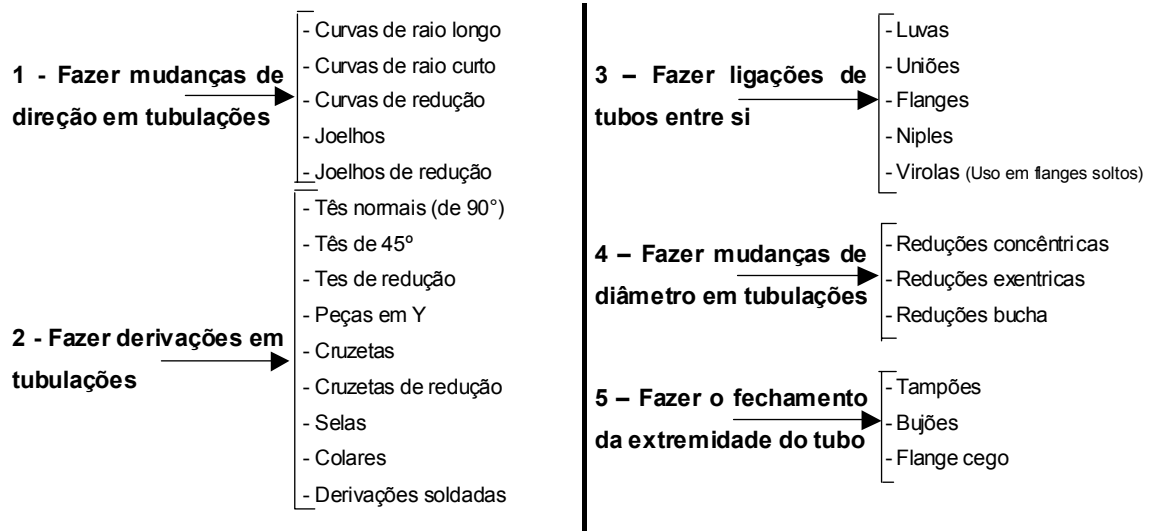 1 - Fazer mudanças de
direção em tubulações
- Curvas de raio longo
- Curvas de raio curto
- Curvas de redução
- Joelhos
- Joelhos de redução
2 - Fazer derivações em
tubulações
- Tês normais (de 90°)
- Tês de 45º
- Tes de redução
- Peças em Y
- Cruzetas
- Cruzetas de redução
- Selas
- Colares
- Derivações soldadas
3 – Fazer ligações de
tubos entre si
- Luvas
- Uniões
- Flanges
- Niples
- Virolas (Uso em flanges soltos)
4 – Fazer mudanças de
diâmetro em tubulações
- Reduções concêntricas
- Reduções exentricas
- Reduções bucha
5 – Fazer o fechamento
da extremidade do tubo
- Tampões
- Bujões
- Flange cego